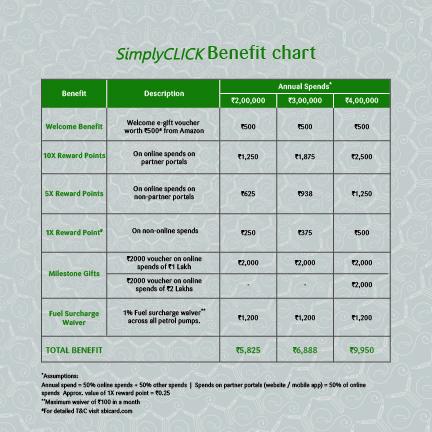 SimplyCLICK Benefit chart
Benefit Description Annual Spends*
₹2,00,000 ₹3,00,000 ₹4,00,000
Welcome Benefit Welcome e-gift voucher worth ₹500# from Amazon ₹500 ₹500 ₹500
10X Reward Points On online spends on partner portals ₹1,250 ₹1,875 ₹2,500
5X Reward Points On online spends on non-partner portals ₹625 ₹938 ₹1,250
1X Reward Point# On non-online spends ₹250 ₹375 ₹500
Milestone Gifts ₹2000 voucher on online spends of ₹1 Lakh ₹2,000 ₹2,000 ₹2,000
₹2000 voucher on online spends of ₹2 Lakhs - - ₹2,000
Fuel Surcharge Waiver 1% Fuel surcharge waiver** across all petrol pumps. ₹1,200 ₹1,200 ₹1,200
TOTAL BENEFIT ₹5,825 ₹6,888 ₹9,950
*Assumptions:
Annual spend = 50% online spends + 50% other spends | Spends on partner portals (website / mobile app) = 50% of online
spends Approx. value of 1X reward point = ₹0.25
**Maximum waiver of ₹100 in a month
#For detailed T&C visit sbicard.com